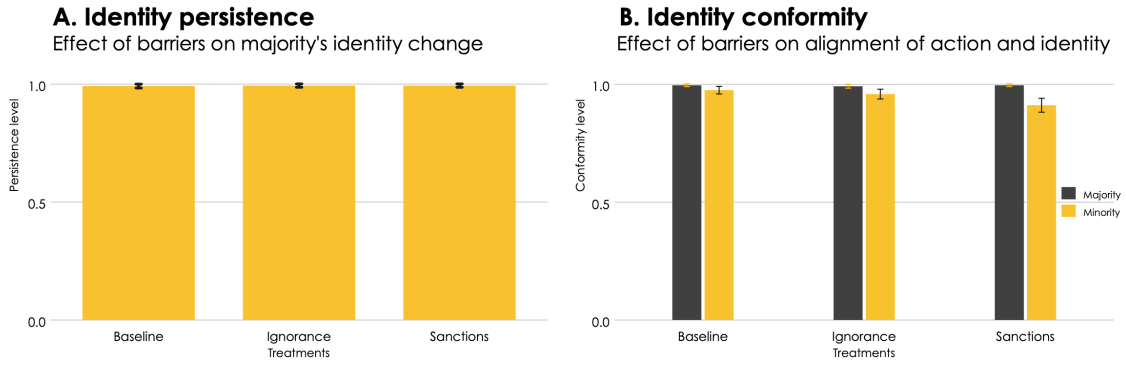 A. Identity persistence
Effect of barriers on majority's identity change
1.0
0.5
0.0
Persistence level
Baseline
Ignorance
Sanctions
Treatments
B. Identity conformity
Effect of barriers on alignment of action and identity
1.0
0.5
0.0
Conformity level
Majority
Minority
Baseline
Ignorance
Sanctions
Treatments